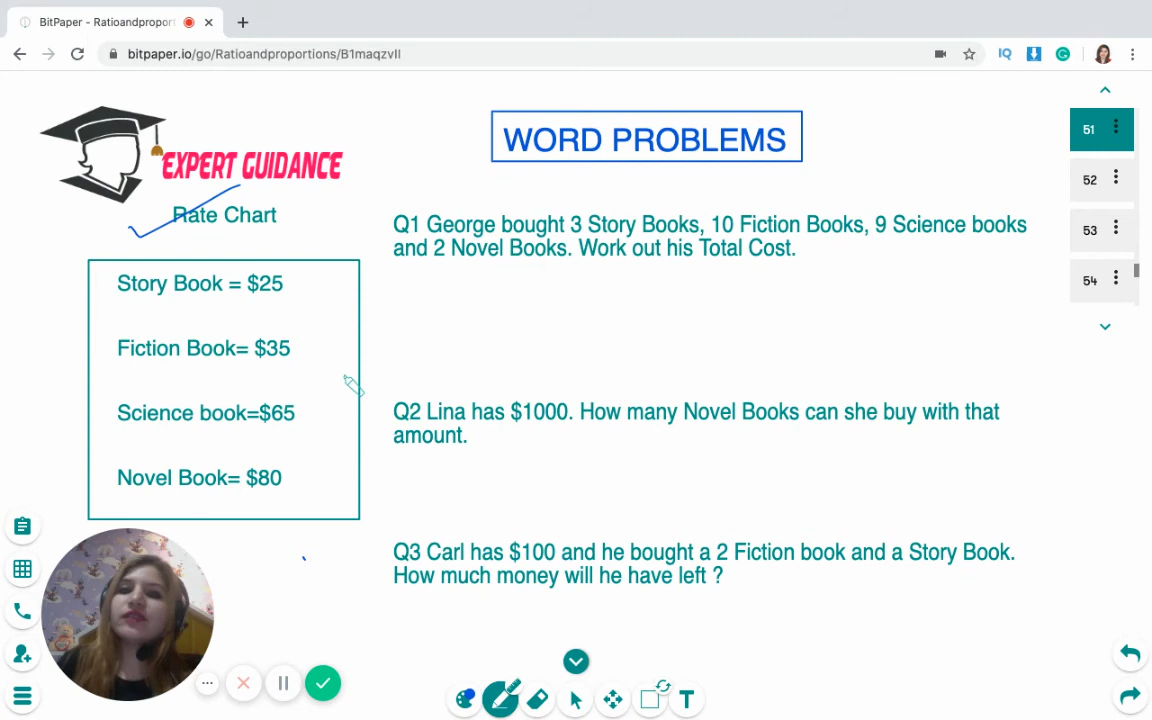 BitPaper - Ratioandpropor
bitpaper.io/go/Ratioandproportions/B1maqzvll
IQ
WORD PROBLEMS
EXPERT GUIDANCE
Rate Chart
Story Book = $25
Fiction Book= $35
Science book=$65
Novel Book= $80
Q1 George bought 3 Story Books, 10 Fiction Books, 9 Science books
and 2 Novel Books. Work out his Total Cost.
Q2 Lina has $1000. How many Novel Books can she buy with that
amount.
Q3 Carl has $100 and he bought a 2 Fiction book and a Story Book.
How much money will he have left ?
51
52
53
54
T